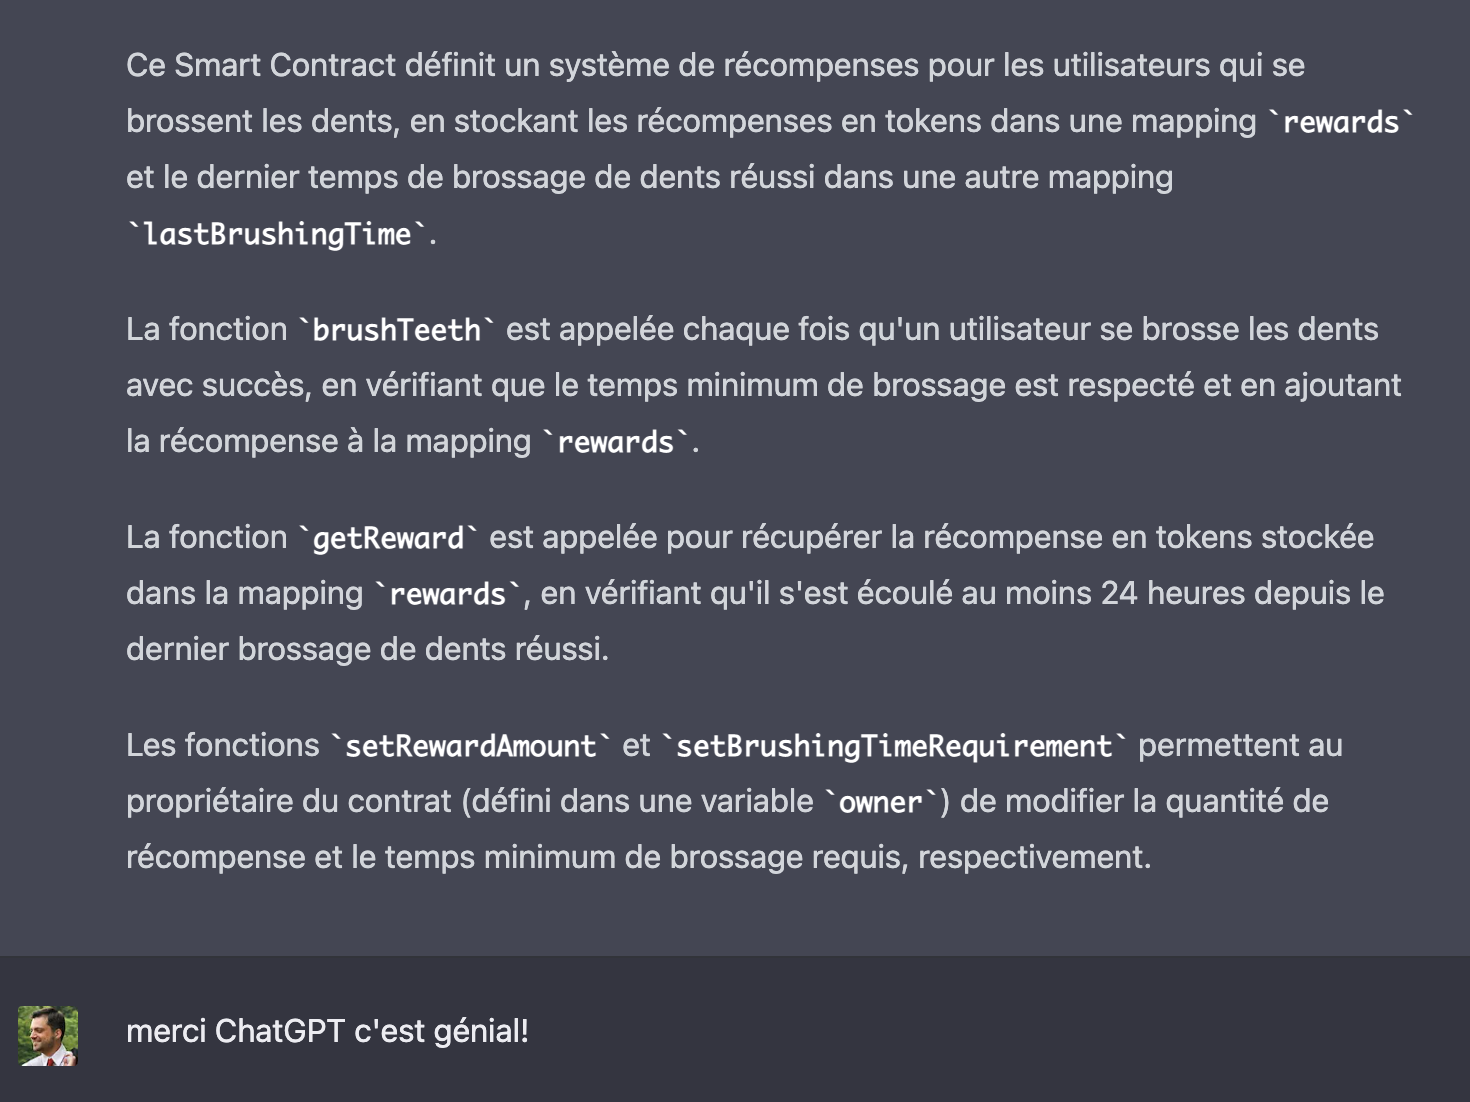 Ce Smart Contract définit un système de récompenses pour les utilisateurs qui se
brossent les dents, en stockant les récompenses en tokens dans une mapping `rewards`
et le dernier temps de brossage de dents réussi dans une autre mapping
`lastBrushingTime`.
La fonction `brushTeeth` est appelée chaque fois qu'un utilisateur se brosse les dents
avec succès, en vérifiant que le temps minimum de brossage est respecté et en ajoutant
la récompense à la mapping `rewards`.
La fonction `getReward` est appelée pour récupérer la récompense en tokens stockée
dans la mapping `rewards`, en vérifiant qu'il s'est écoulé au moins 24 heures depuis le
dernier brossage de dents réussi.
Les fonctions `setRewardAmount` et `setBrushingTimeRequirement` permettent au
propriétaire du contrat (défini dans une variable `owner`) de modifier la quantité de
récompense et le temps minimum de brossage requis, respectivement.
merci ChatGPT c'est génial!